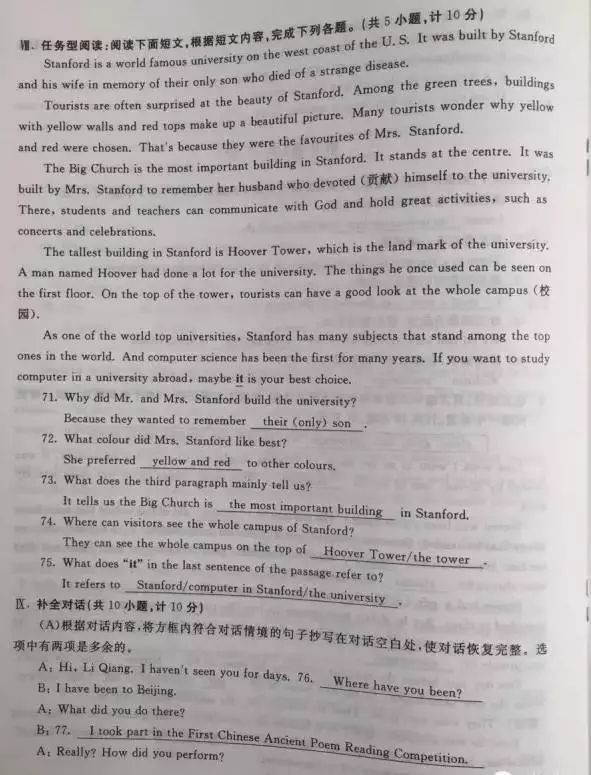 Ⅷ. 任务型阅读:阅读下面短文,根据短文内容,完成下列各题。(共 5 小题,计 10 分)
Stanford is a world famous university on the west coast of the U. S. It was built by Stanford
and his wife in memory of their only son who died of a strange disease.
Tourists are often surprised at the beauty of Stanford. Among the green trees, buildings
with yellow walls and red tops make up a beautiful picture. Many tourists wonder why yellow
and red were chosen. That's because they were the favourites of Mrs. Stanford.
The Big Church is the most important building in Stanford. It stands at the centre. It was
built by Mrs. Stanford to remember her husband who devoted (贡献) himself to the university.
There, students and teachers can communicate with God and hold great activities, such as
concerts and celebrations.
The tallest building in Stanford is Hoover Tower, which is the land mark of the university.
A man named Hoover had done a lot for the university. The things he once used can be seen on
the first floor. On the top of the tower, tourists can have a good look at the whole campus (校
园).
As one of the world top universities, Stanford has many subjects that stand among the top
ones in the world. And computer science has been the first for many years. If you want to study
computer in a university abroad, maybe it is your best choice.
71. Why did Mr. and Mrs. Stanford build the university?
Because they wanted to remember their (only) son .
72. What colour did Mrs. Stanford like best?
She preferred yellow and red to other colours.
73. What does the third paragraph mainly tell us?
It tells us the Big Church is the most important building in Stanford.
74. Where can visitors see the whole campus of Stanford?
They can see the whole campus on the top of Hoover Tower/the tower .
75. What does "it" in the last sentence of the passage refer to?
It refers to Stanford/computer in Stanford/the university .
Ⅸ. 补全对话(共 10 小题,计 10 分)
(A)根据对话内容,将方框内符合对话情境的句子抄写在对话空白处,使对话恢复完整。选
项中有两项是多余的。
A: Hi, Li Qiang. I haven't seen you for days. 76. Where have you been?
B: I have been to Beijing.
A: What did you do there?
B: 77. I took part in the First Chinese Ancient Poem Reading Competition.
A: Really? How did you perform?